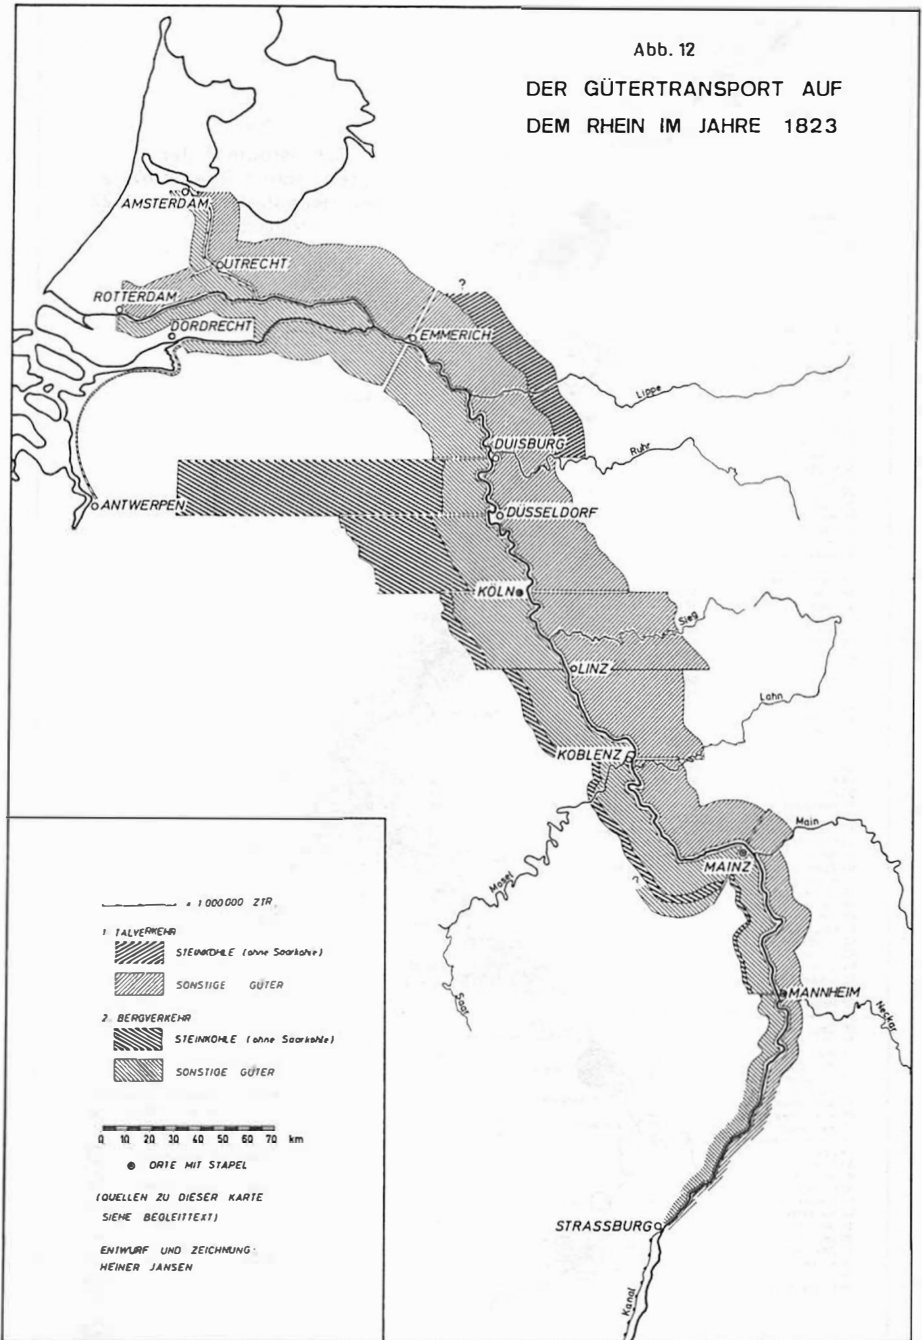 Abb. 12
DER GÜTERTRANSPORT AUF
DEM RHEIN IM JAHRE 1823
AMSTERDAM
UTRECHT
ROTTERDAM
DORDRECHT
?
EMMERICH
Lippe
DUISBURG
Ruhr
ANTWERPEN
DÜSSELDORF
KÖLN
Sieg
LINZ
Lahn
KOBLENZ
Main
MAINZ
Mosel
?
MANNHEIM
Saar
Neckar
STRASSBURG
Kanal
= 1000000 ZTR.
1. TALVERKEHR
STEINKOHLE (ohne Saarkohle)
SONSTIGE GÜTER
2. BERGVERKEHR
STEINKOHLE (ohne Saarkohle)
SONSTIGE GÜTER
0 10 20 30 40 50 60 70 km
ORTE MIT STAPEL
(QUELLEN ZU DIESER KARTE
SIEHE BEGLEITTEXT)
ENTWURF UND ZEICHNUNG:
HEINER JANSEN